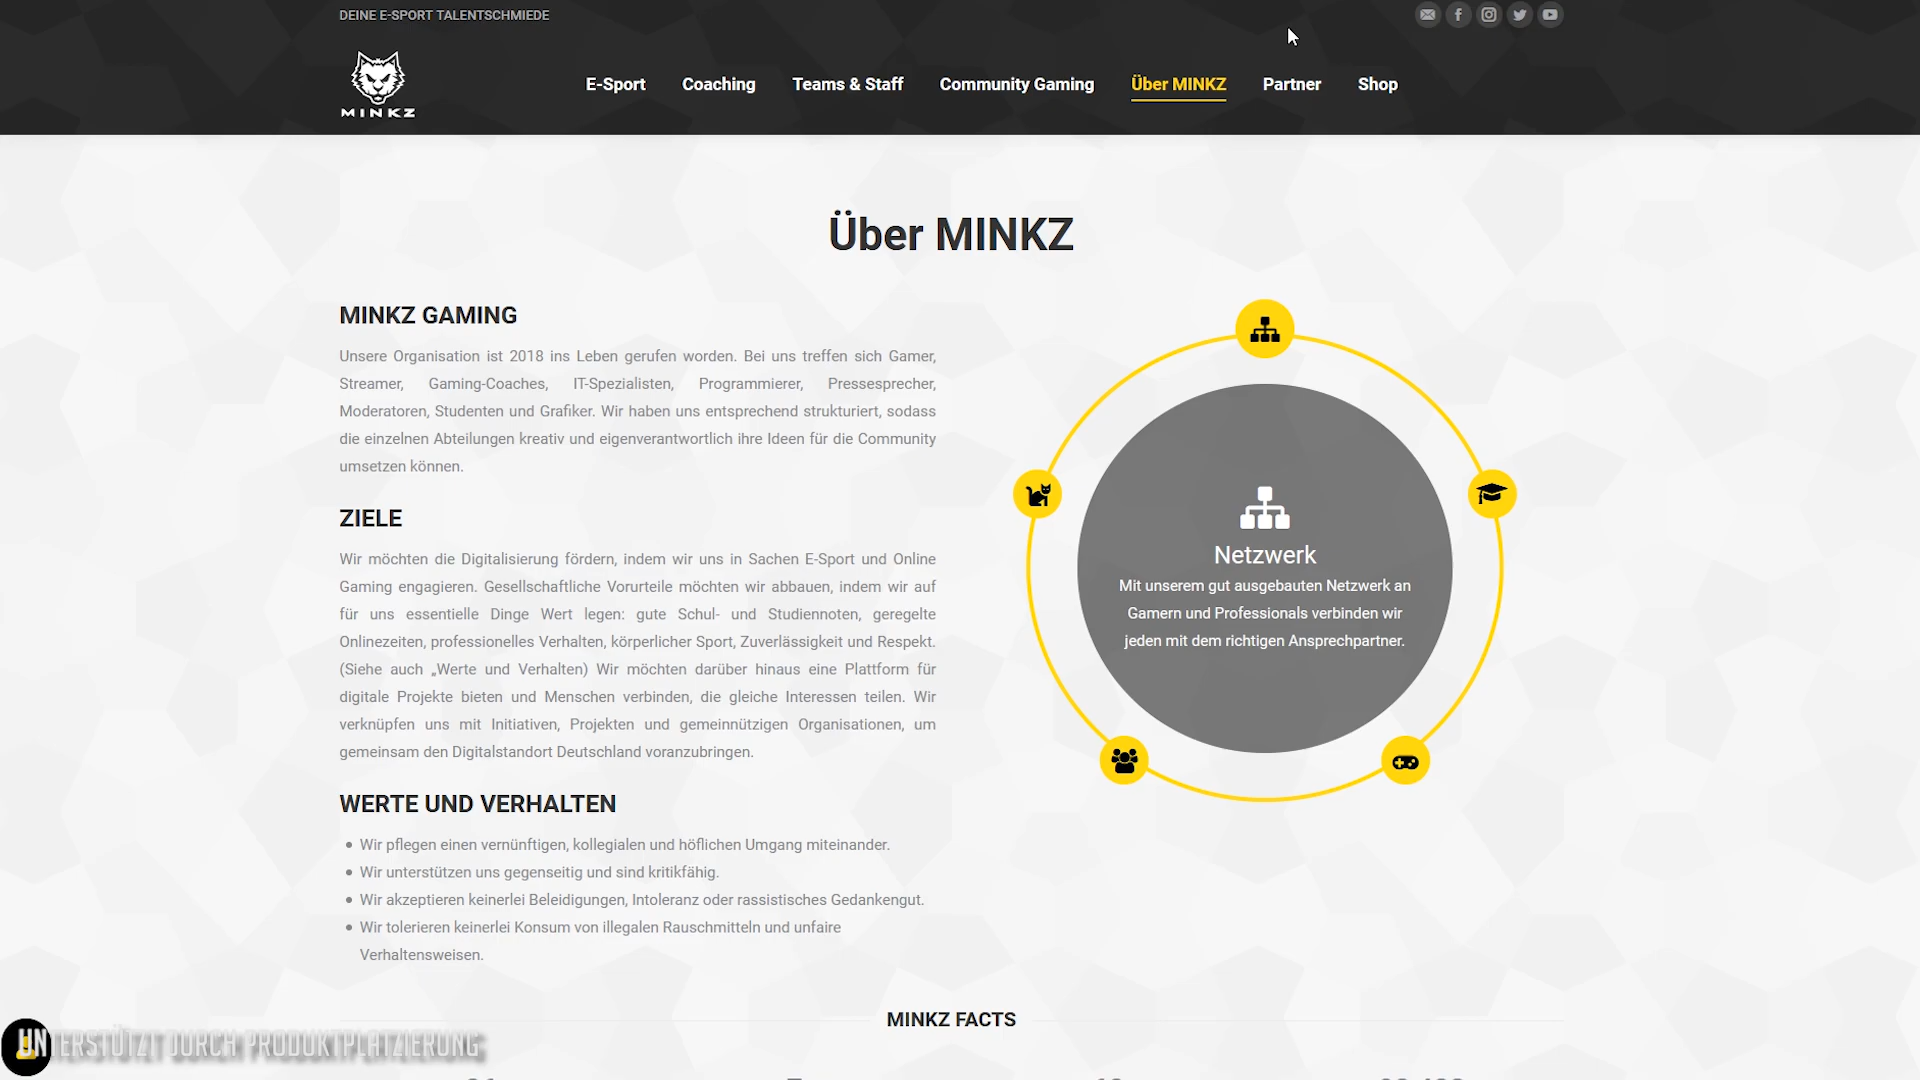 DEINE E-SPORT TALENTSCHMIEDE
MINKZ
E-Sport Coaching Teams & Staff Community Gaming Über MINKZ Partner Shop
Über MINKZ
MINKZ GAMING
Unsere Organisation ist 2018 ins Leben gerufen worden. Bei uns treffen sich Gamer,
Streamer, Gaming-Coaches, IT-Spezialisten, Programmierer, Pressesprecher,
Moderatoren, Studenten und Grafiker. Wir haben uns entsprechend strukturiert, sodass
die einzelnen Abteilungen kreativ und eigenverantwortlich ihre Ideen für die Community
umsetzen können.
ZIELE
Wir möchten die Digitalisierung fördern, indem wir uns in Sachen E-Sport und Online
Gaming engagieren. Gesellschaftliche Vorurteile möchten wir abbauen, indem wir auf
für uns essentielle Dinge Wert legen: gute Schul- und Studiennoten, geregelte
Onlinezeiten, professionelles Verhalten, körperlicher Sport, Zuverlässigkeit und Respekt.
(Siehe auch „Werte und Verhalten) Wir möchten darüber hinaus eine Plattform für
digitale Projekte bieten und Menschen verbinden, die gleiche Interessen teilen. Wir
verknüpfen uns mit Initiativen, Projekten und gemeinnützigen Organisationen, um
gemeinsam den Digitalstandort Deutschland voranzubringen.
WERTE UND VERHALTEN
Wir pflegen einen vernünftigen, kollegialen und höflichen Umgang miteinander.
Wir unterstützen uns gegenseitig und sind kritikfähig.
Wir akzeptieren keinerlei Beleidigungen, Intoleranz oder rassistisches Gedankengut.
Wir tolerieren keinerlei Konsum von illegalen Rauschmitteln und unfaire
Verhaltensweisen.
Netzwerk
Mit unserem gut ausgebauten Netzwerk an
Gamern und Professionals verbinden wir
jeden mit dem richtigen Ansprechpartner.
MINKZ FACTS
UNTERSTÜTZT DURCH PRODUKTPLATZIERUNG